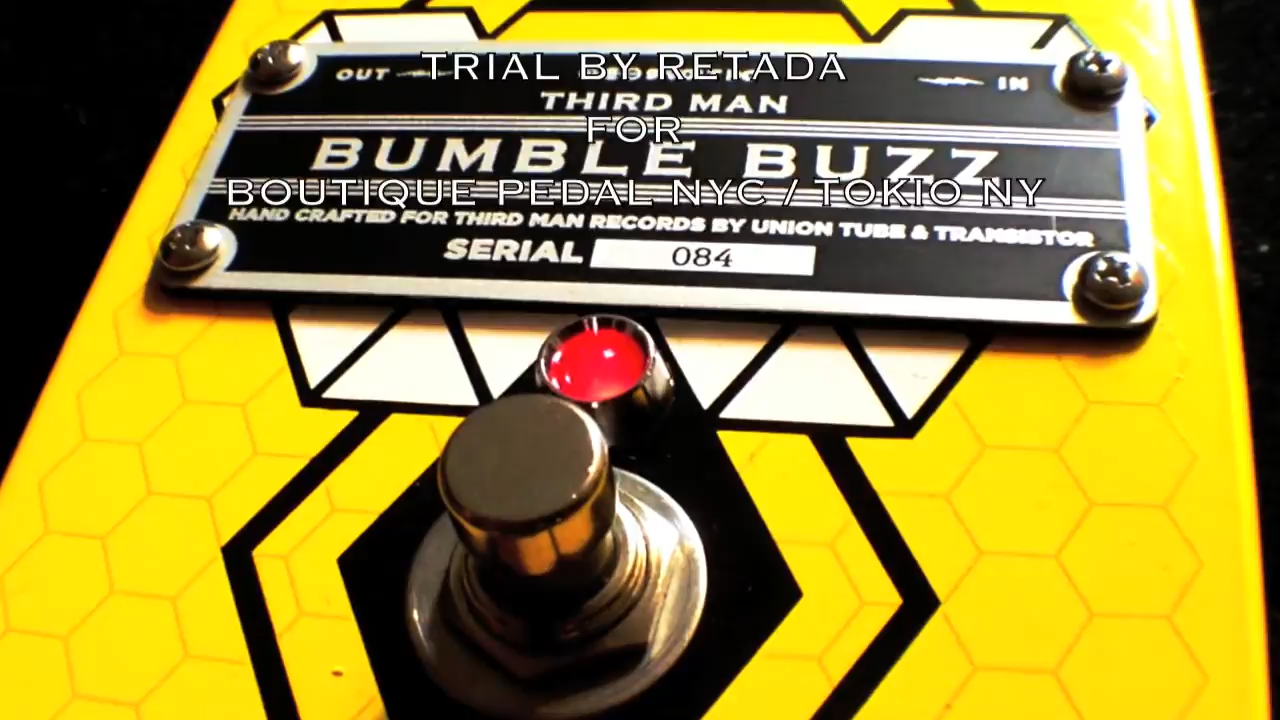 TRIAL BY RETADA
OUT IN
THIRD MAN
FOR
BUMBLE BUZZ
BOUTIQUE PEDAL NYC / TOKIO NY
HAND CRAFTED FOR THIRD MAN RECORDS BY UNION TUBE & TRANSISTOR
SERIAL 084